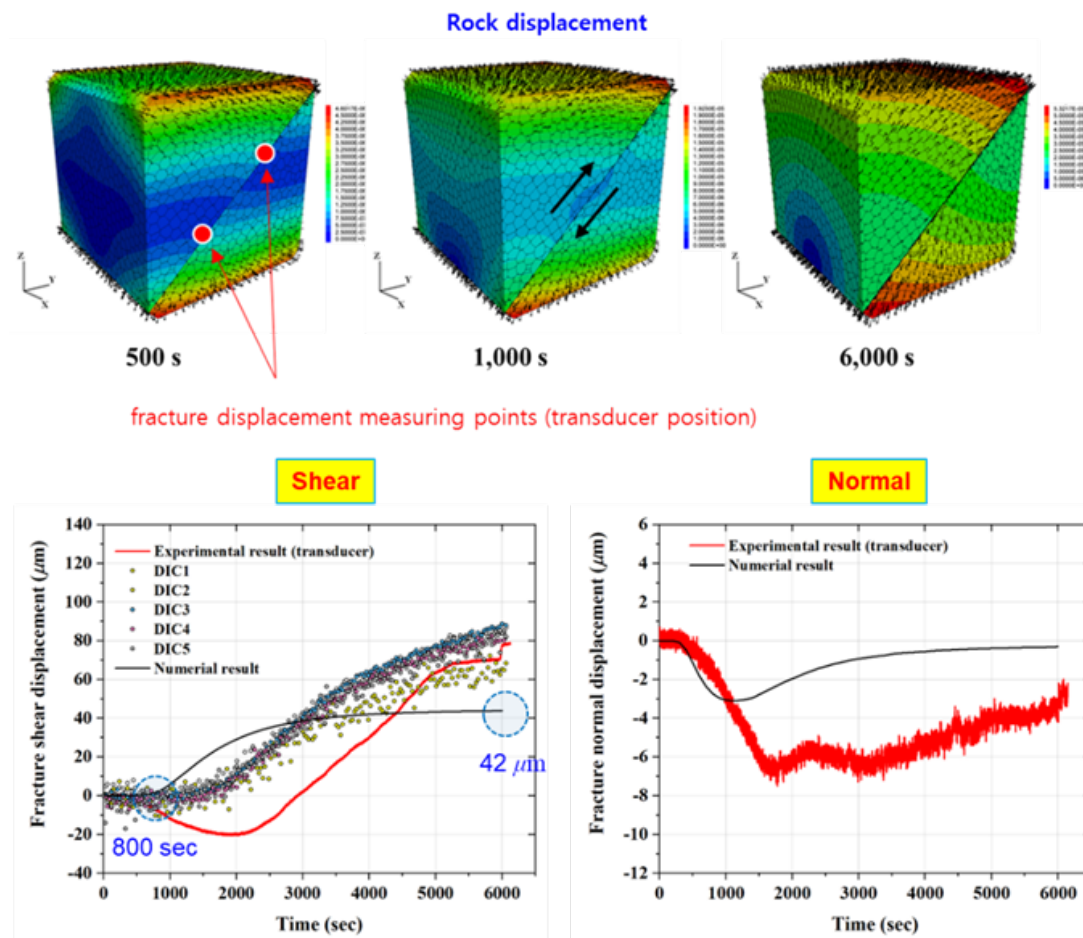 Rock displacement
Z
Y
X
500 s
Z
Y
X
1,000 s
Z
Y
X
6,000 s
fracture displacement measuring points (transducer position)
Shear
Fracture shear displacement (μm)
140
120
100
80
60
40
20
0
-20
-40
Experimental result (transducer)
DIC1
DIC2
DIC3
DIC4
DIC5
Numerial result
800 sec
42 μm
0
1000
2000
3000
4000
5000
6000
Time (sec)
Normal
Fracture normal displacement (μm)
6
4
2
0
-2
-4
-6
-8
-10
-12
Experimental result (transducer)
Numerial result
0
1000
2000
3000
4000
5000
6000
Time (sec)